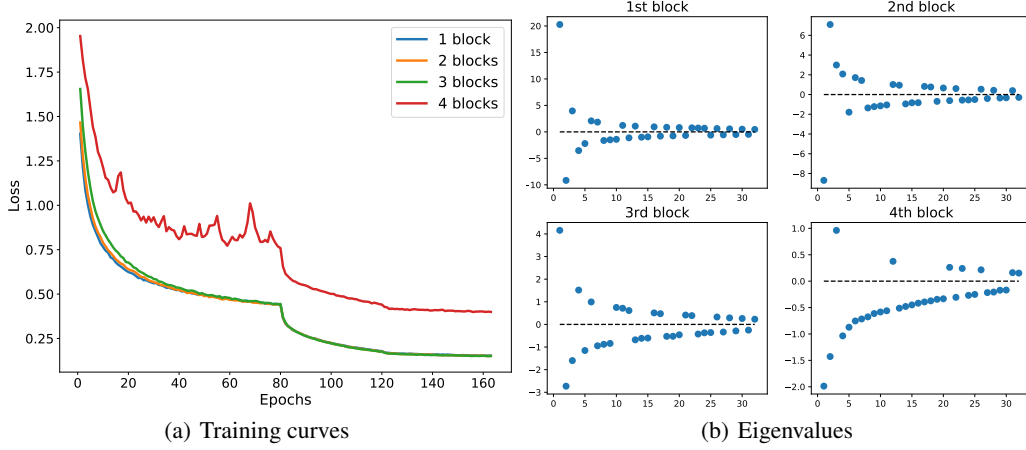 2.00
1.75
1.50
1.25
1.00
0.75
0.50
0.25
Loss
0 20 40 60 80 100 120 140 160
Epochs
1 block
2 blocks
3 blocks
4 blocks
(a) Training curves
1st block
20
15
10
5
0
−5
−10
0 5 10 15 20 25 30
2nd block
6
4
2
0
−2
−4
−6
−8
0 5 10 15 20 25 30
3rd block
4
3
2
1
0
−1
−2
−3
0 5 10 15 20 25 30
4th block
1.0
0.5
0.0
−0.5
−1.0
−1.5
−2.0
0 5 10 15 20 25 30
(b) Eigenvalues